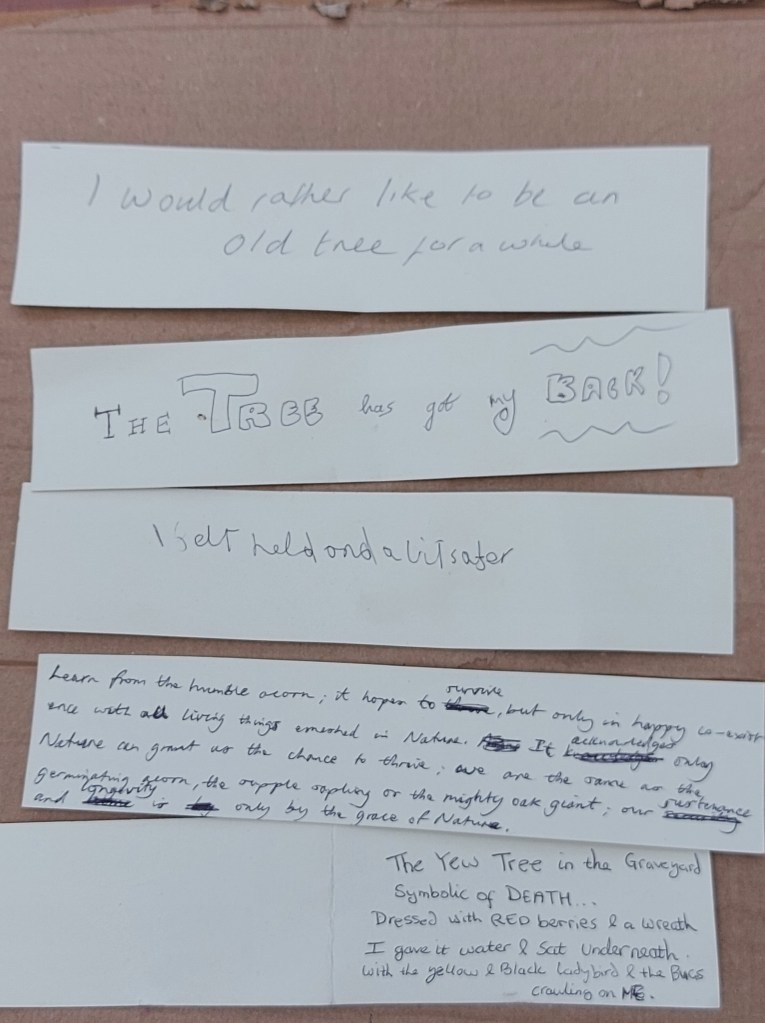 I would rather like to be an
old tree for a while
THE TREE has got my BACK!
I felt held and a bit safer
Learn from the humble acorn; it hopes to survive, but only in happy co-exist-
ence with all living things enmeshed in Nature. It acknowledges only
Nature can grant us the chance to thrive; we are the same as the
germinating acorn, the supple sapling or the mighty oak giant; our sustenance
and longevity is only by the grace of Nature.
The Yew Tree in the Graveyard
Symbolic of DEATH...
Dressed with RED berries & a wreath
I gave it water & Sat underneath.
with the yellow & Black Ladybird & the BUGS
crawling on ME.